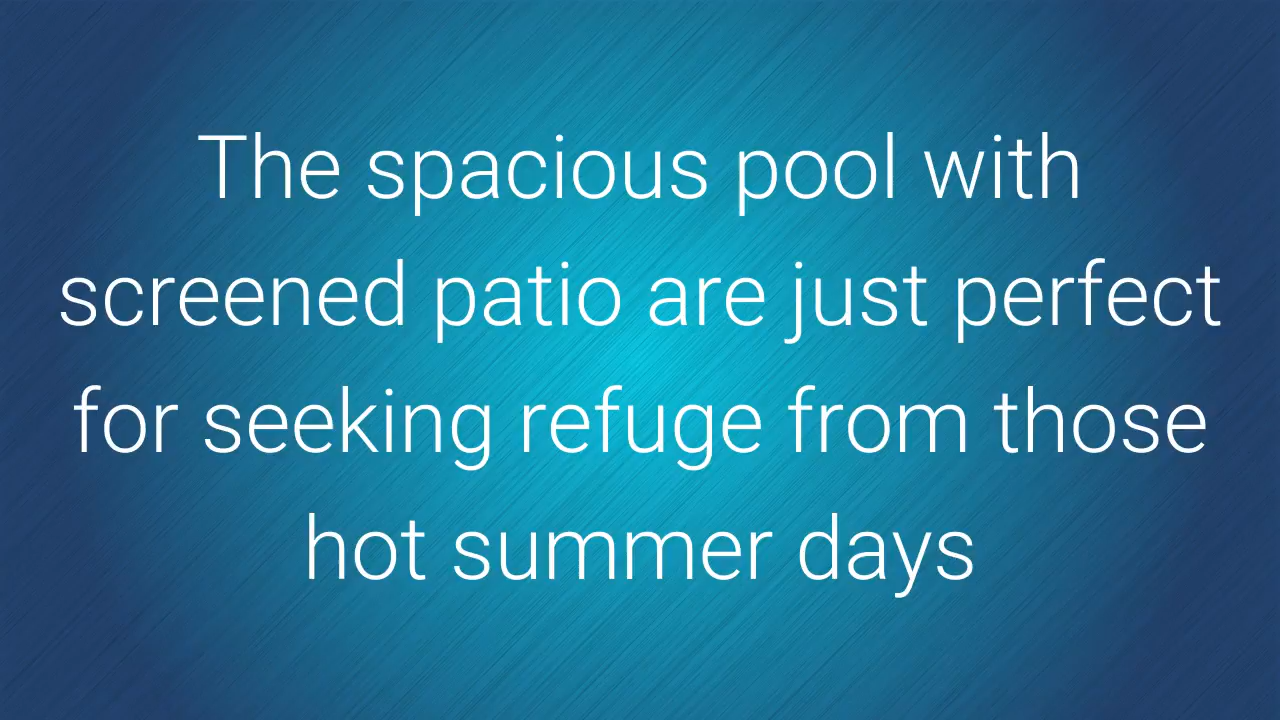 The spacious pool with
screened patio are just perfect
for seeking refuge from those
hot summer days